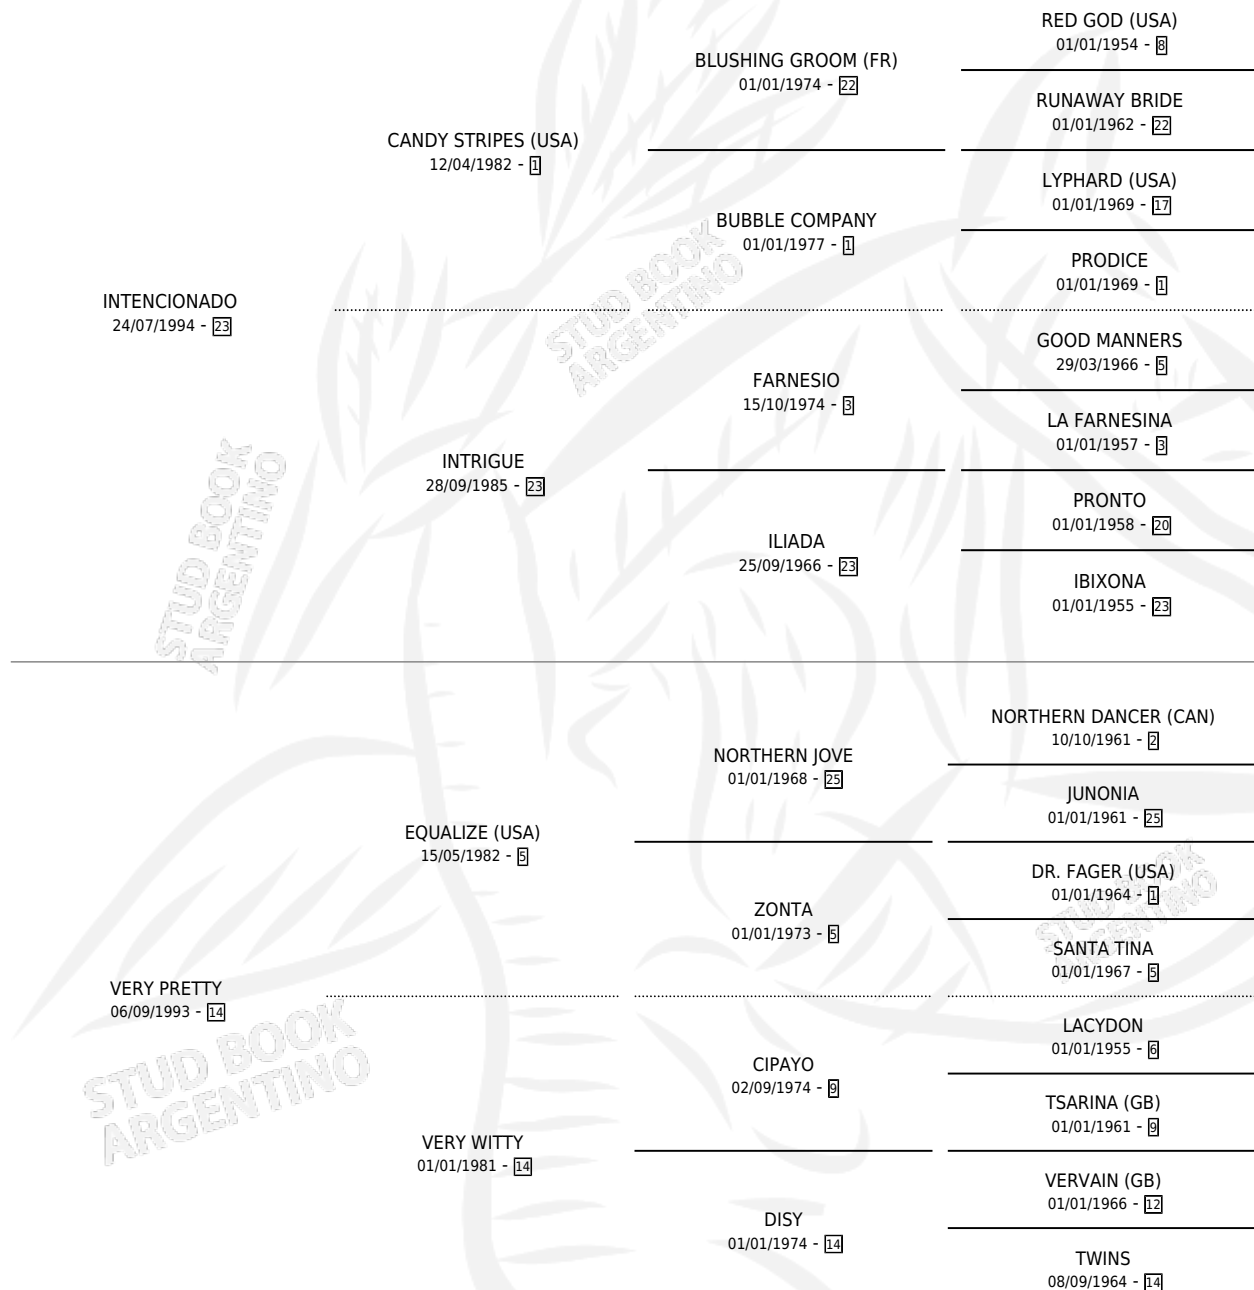 RED GOD (USA)
01/01/1954 - 8
BLUSHING GROOM (FR)
01/01/1974 - 22
RUNAWAY BRIDE
01/01/1962 - 22
CANDY STRIPES (USA)
12/04/1982 - 1
LYPHARD (USA)
01/01/1969 - 17
BUBBLE COMPANY
01/01/1977 - 1
PRODICE
01/01/1969 - 1
INTENCIONADO
24/07/1994 - 23
GOOD MANNERS
29/03/1966 - 5
FARNESIO
15/10/1974 - 3
LA FARNESINA
01/01/1957 - 3
INTRIGUE
28/09/1985 - 23
PRONTO
01/01/1958 - 20
ILIADA
25/09/1966 - 23
IBIXONA
01/01/1955 - 23
NORTHERN DANCER (CAN)
10/10/1961 - 2
NORTHERN JOVE
01/01/1968 - 25
JUNONIA
01/01/1961 - 25
EQUALIZE (USA)
15/05/1982 - 5
DR. FAGER (USA)
01/01/1964 - 1
ZONTA
01/01/1973 - 5
SANTA TINA
01/01/1967 - 5
VERY PRETTY
06/09/1993 - 14
LACYDON
01/01/1955 - 6
CIPAYO
02/09/1974 - 9
TSARINA (GB)
01/01/1961 - 9
VERY WITTY
01/01/1981 - 14
VERVAIN (GB)
01/01/1966 - 12
DISY
01/01/1974 - 14
TWINS
08/09/1964 - 14
STUD BOOK
ARGENTINO
STUD BOOK
ARGENTINO
STUD BOOK
ARGENTINO
STUD BOOK
ARGENTINO